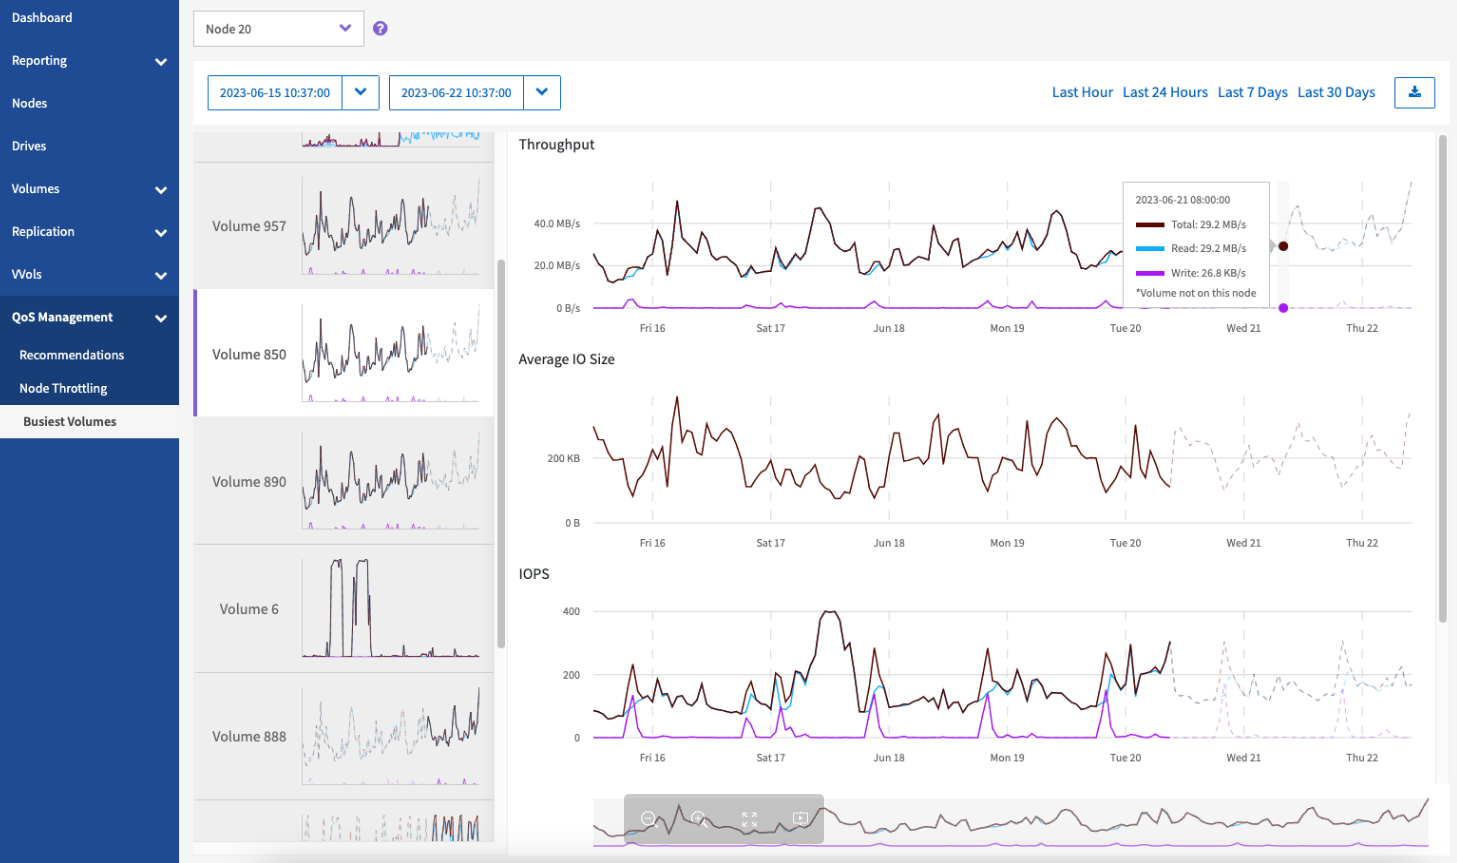 Dashboard
Reporting
Nodes
Drives
Volumes
Replication
VVols
QoS Management
Recommendations
Node Throttling
Busiest Volumes
Node 20
?
2023-06-15 10:37:00
2023-06-22 10:37:00
Last Hour Last 24 Hours Last 7 Days Last 30 Days
Volume 957
Volume 850
Volume 890
Volume 6
Volume 888
Throughput
40.0 MB/s
20.0 MB/s
0 B/s
Fri 16 Sat 17 Jun 18 Mon 19 Tue 20 Wed 21 Thu 22
2023-06-21 08:00:00
Total: 29.2 MB/s
Read: 29.2 MB/s
Write: 26.8 KB/s
*Volume not on this node
Average IO Size
200 KB
0 B
Fri 16 Sat 17 Jun 18 Mon 19 Tue 20 Wed 21 Thu 22
IOPS
400
200
0
Fri 16 Sat 17 Jun 18 Mon 19 Tue 20 Wed 21 Thu 22